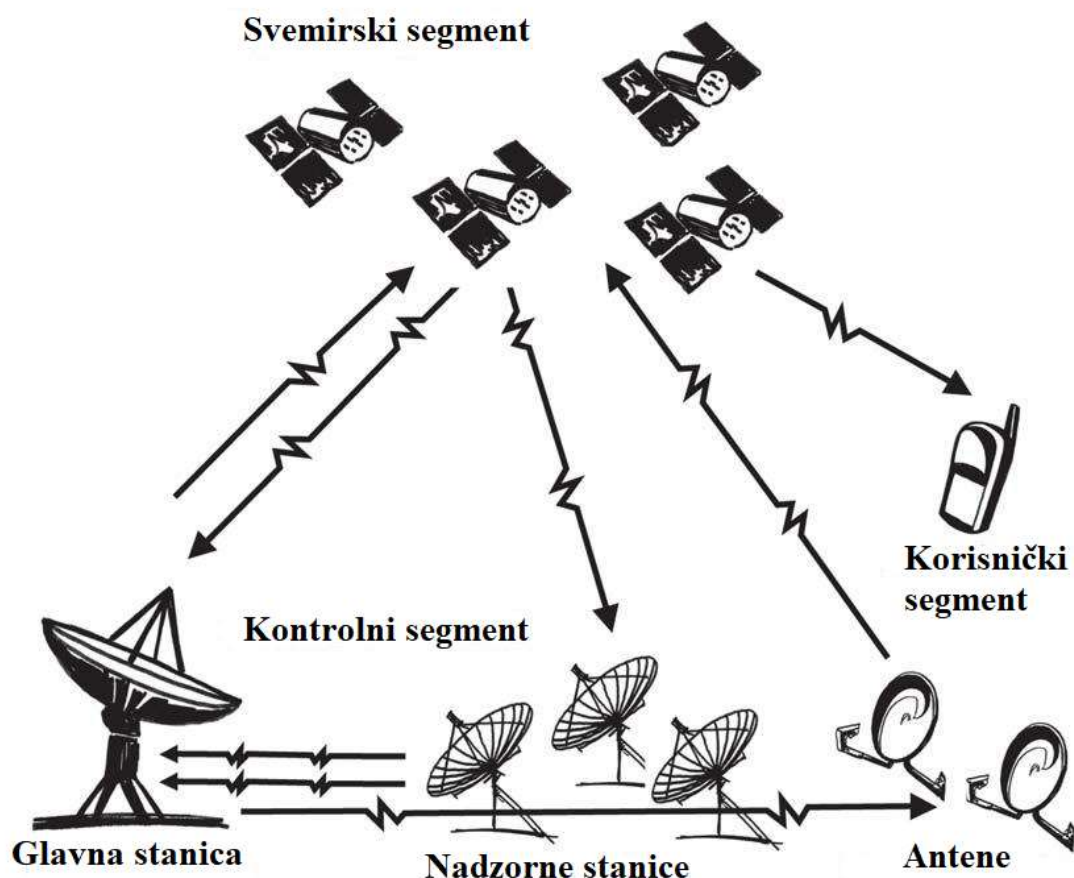 Svemirski segment
Korisnički
segment
Kontrolni segment
Glavna stanica
Nadzorne stanice
Antene